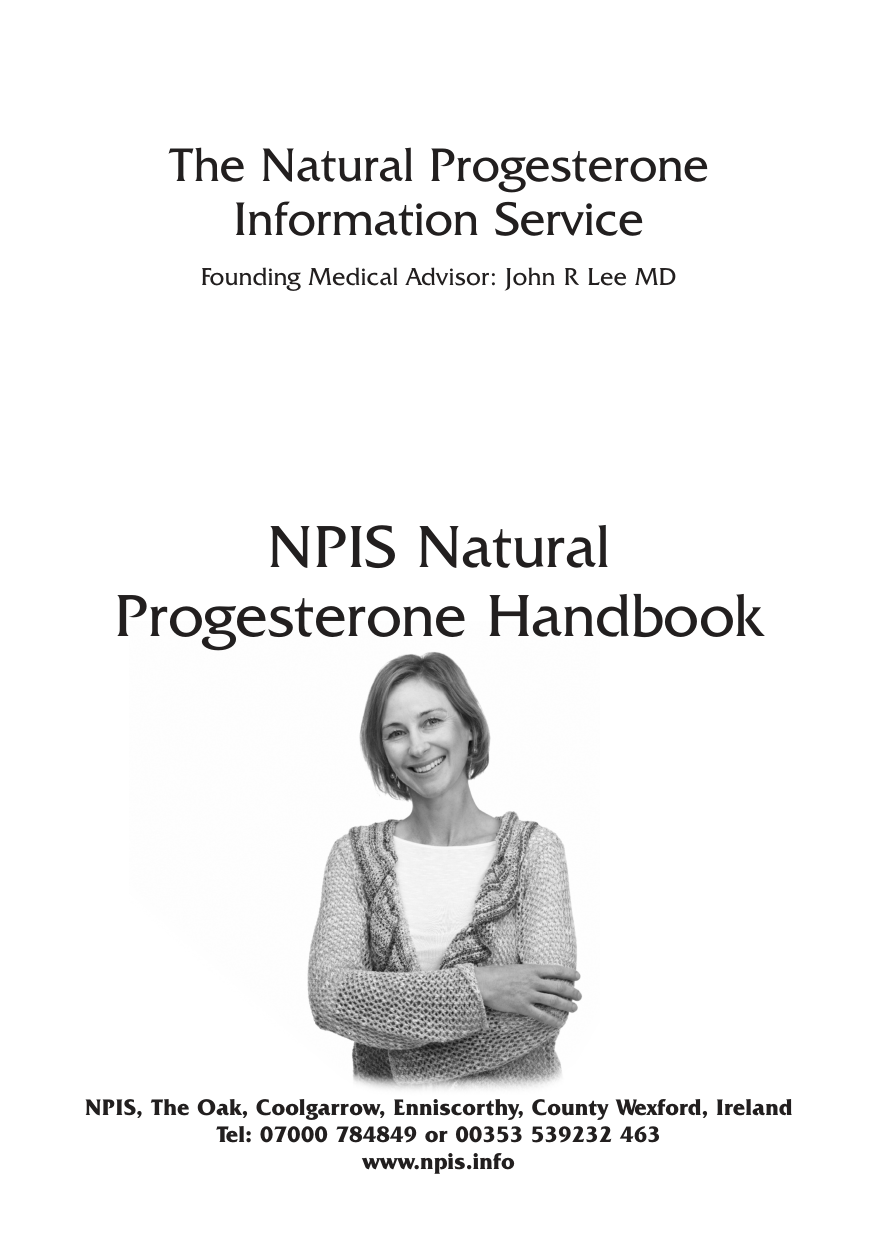 The Natural Progesterone
Information Service
Founding Medical Advisor: John R Lee MD
NPIS Natural
Progesterone Handbook
NPIS, The Oak, Coolgarrow, Enniscorthy, County Wexford, Ireland
Tel: 07000 784849 or 00353 539232 463
www.npis.info